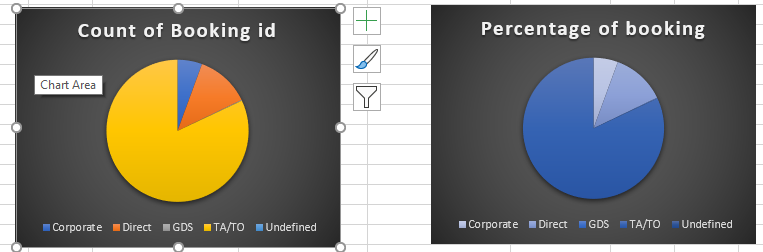 Count of Booking id
Chart Area
Corporate Direct GDS TA/TO Undefined
Percentage of booking
Corporate Direct GDS TA/TO Undefined